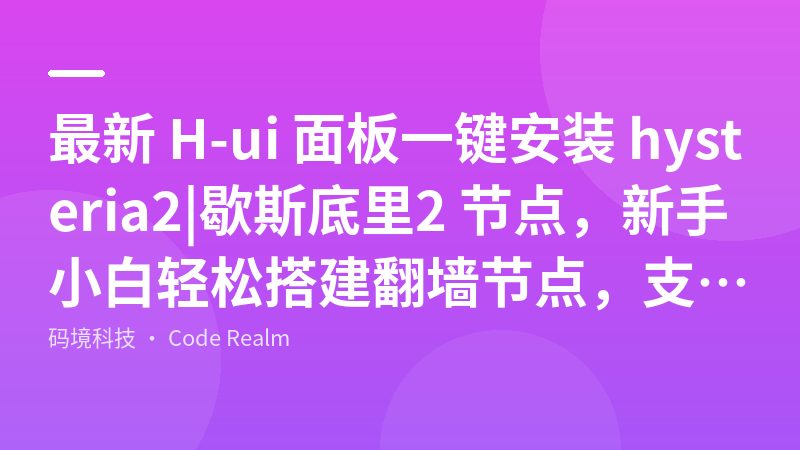 最新 H-ui 面板一键安装 hyst
eria2|歇斯底里2 节点，新手
小白轻松搭建翻墙节点，支…
码境科技 · Code Realm